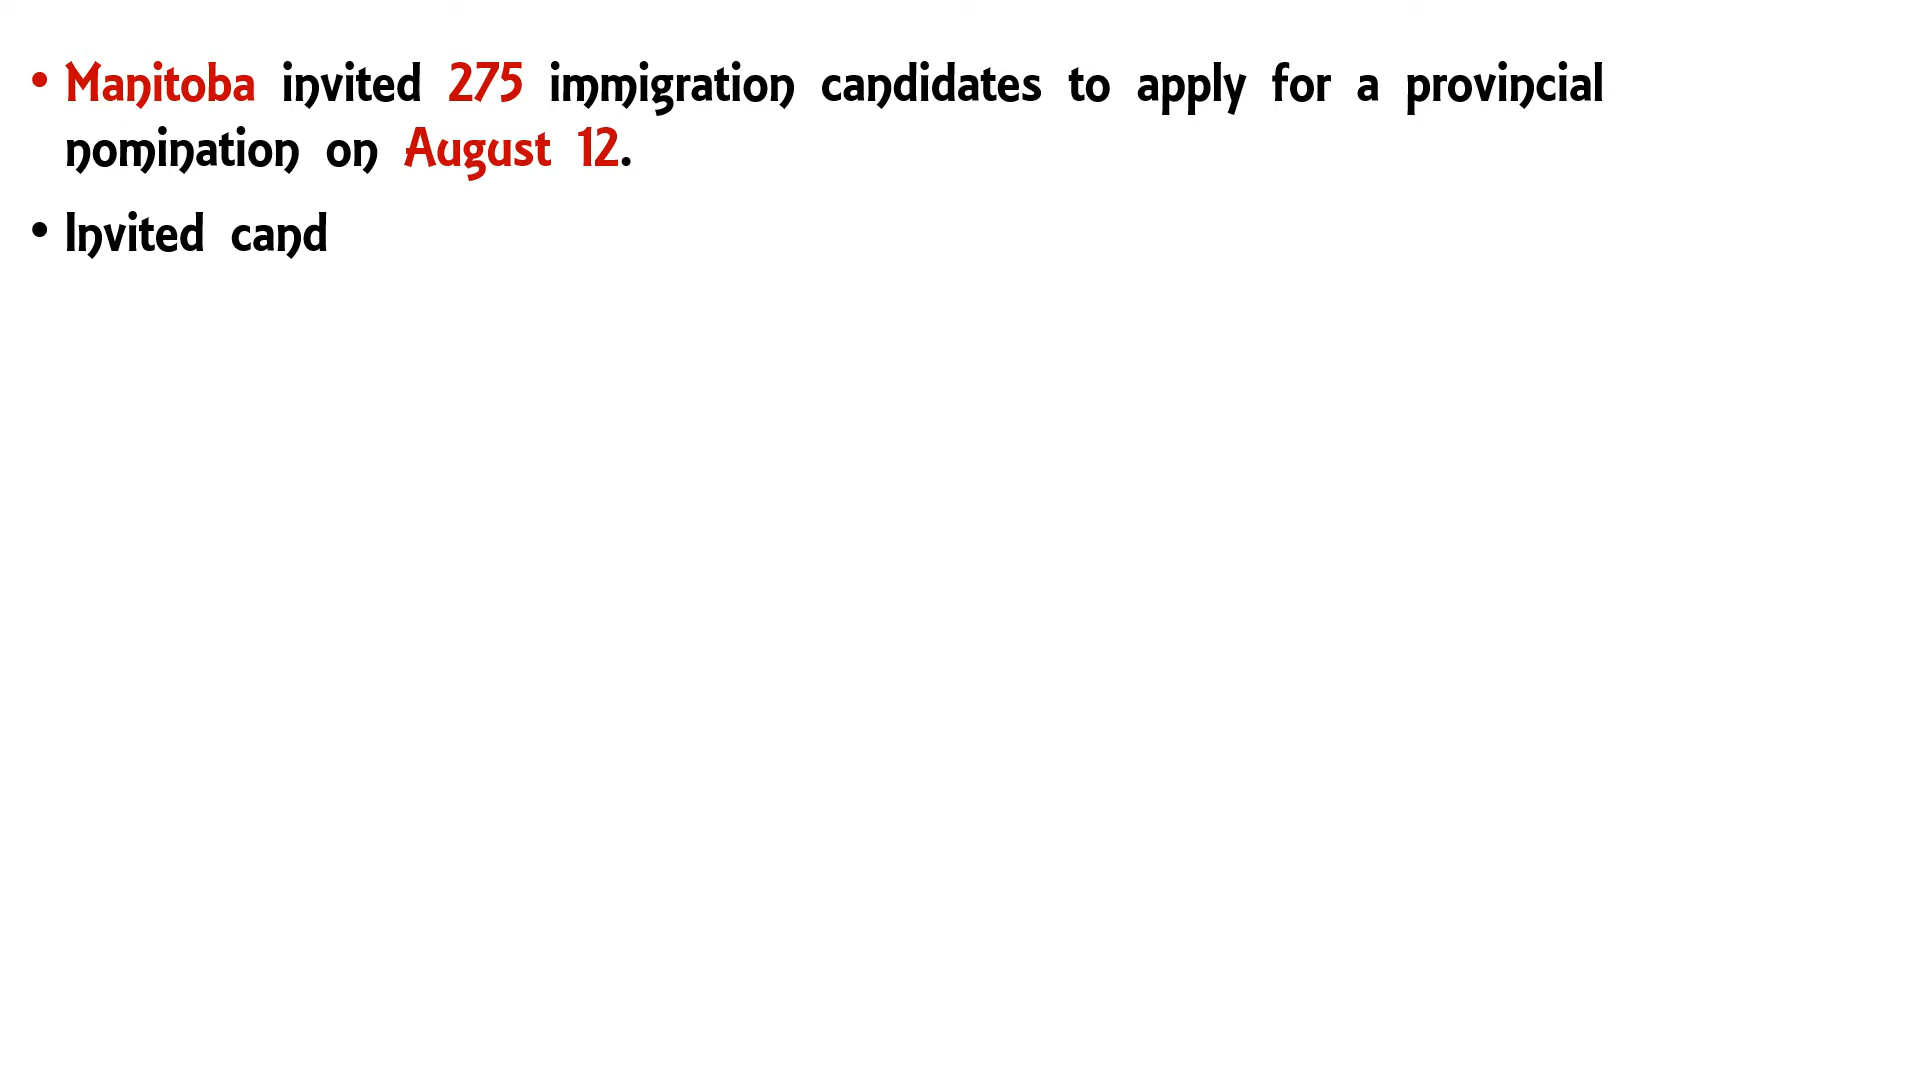 • Manitoba invited 275 immigration candidates to apply for a provincial
nomination on August 12.
• Invited cand